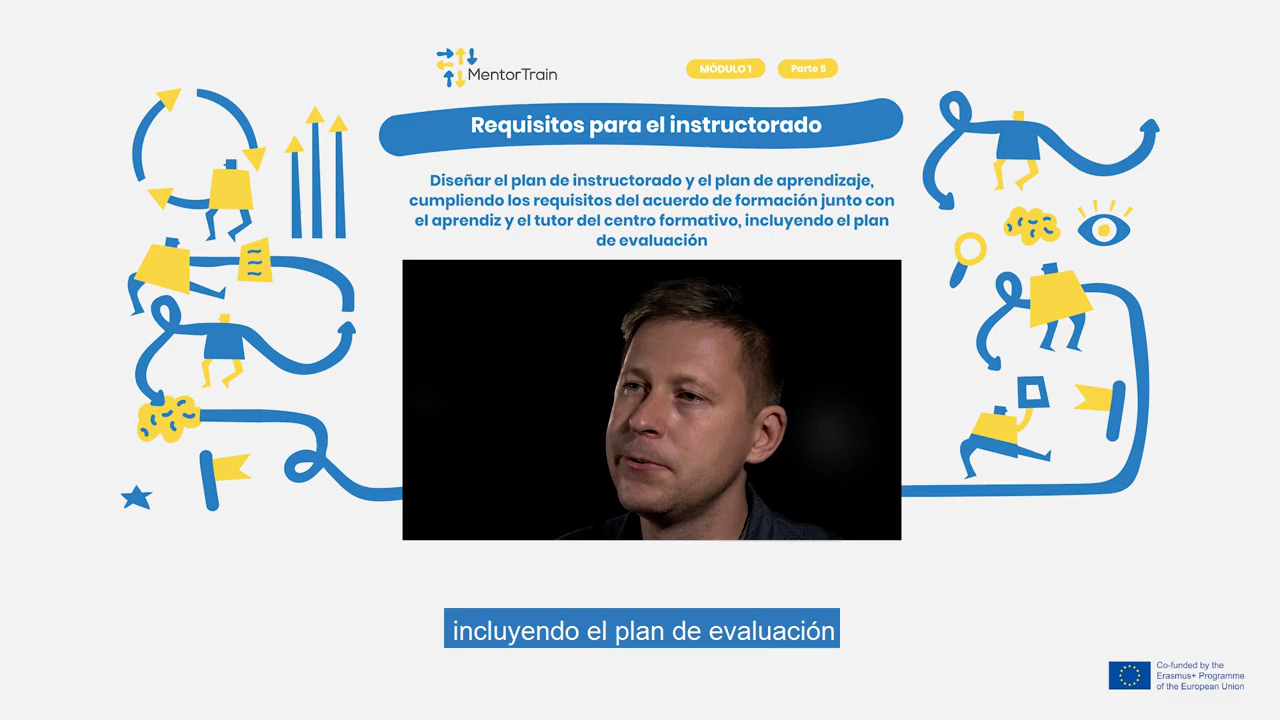 MentorTrain
MÓDULO 1
Parte 5
Requisitos para el instructorado
Diseñar el plan de instructorado y el plan de aprendizaje,
cumpliendo los requisitos del acuerdo de formación junto con
el aprendiz y el tutor del centro formativo, incluyendo el plan
de evaluación
incluyendo el plan de evaluación
Co-funded by the
Erasmus+ Programme
of the European Union